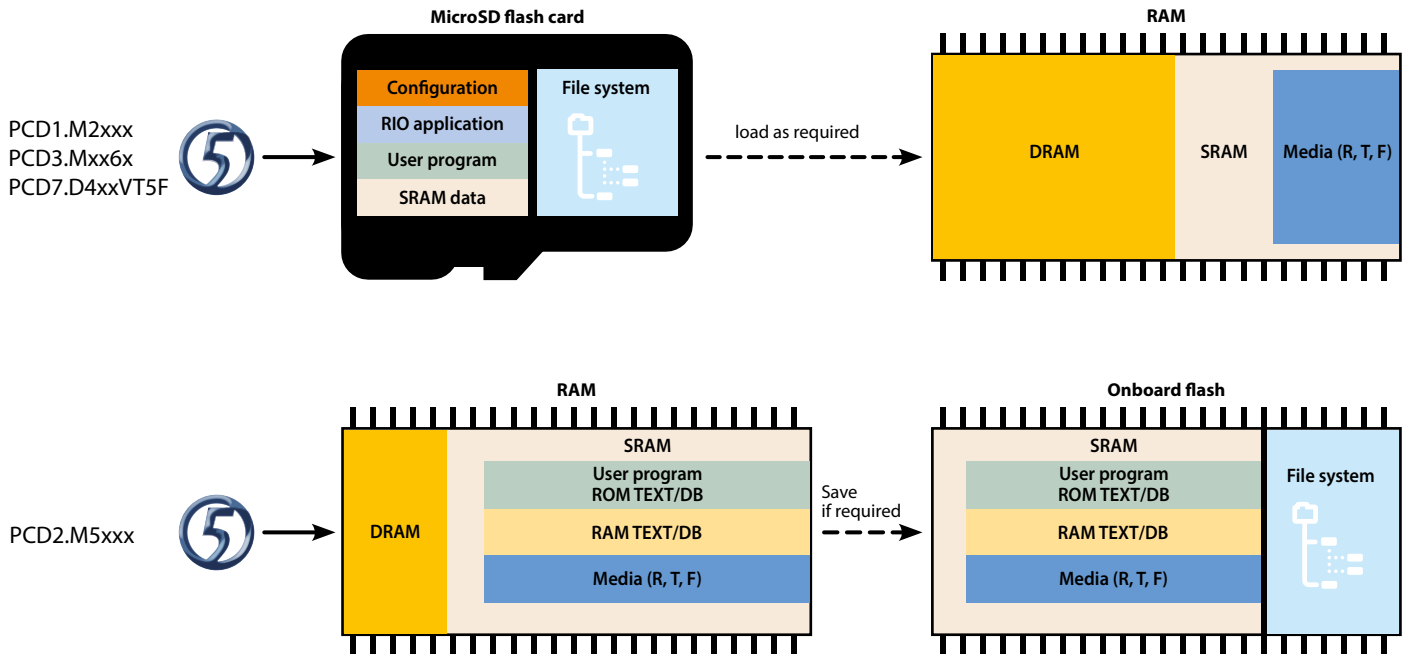 MicroSD flash card
RAM
PCD1.M2xxx
PCD3.Mxx6x
PCD7.D4xxVT5F
5
Configuration
RIO application
User program
SRAM data
File system
load as required
DRAM
SRAM
Media (R, T, F)
RAM
Onboard flash
PCD2.M5xxx
5
DRAM
SRAM
User program
ROM TEXT/DB
RAM TEXT/DB
Media (R, T, F)
Save
if required
SRAM
User program
ROM TEXT/DB
RAM TEXT/DB
Media (R, T, F)
File system